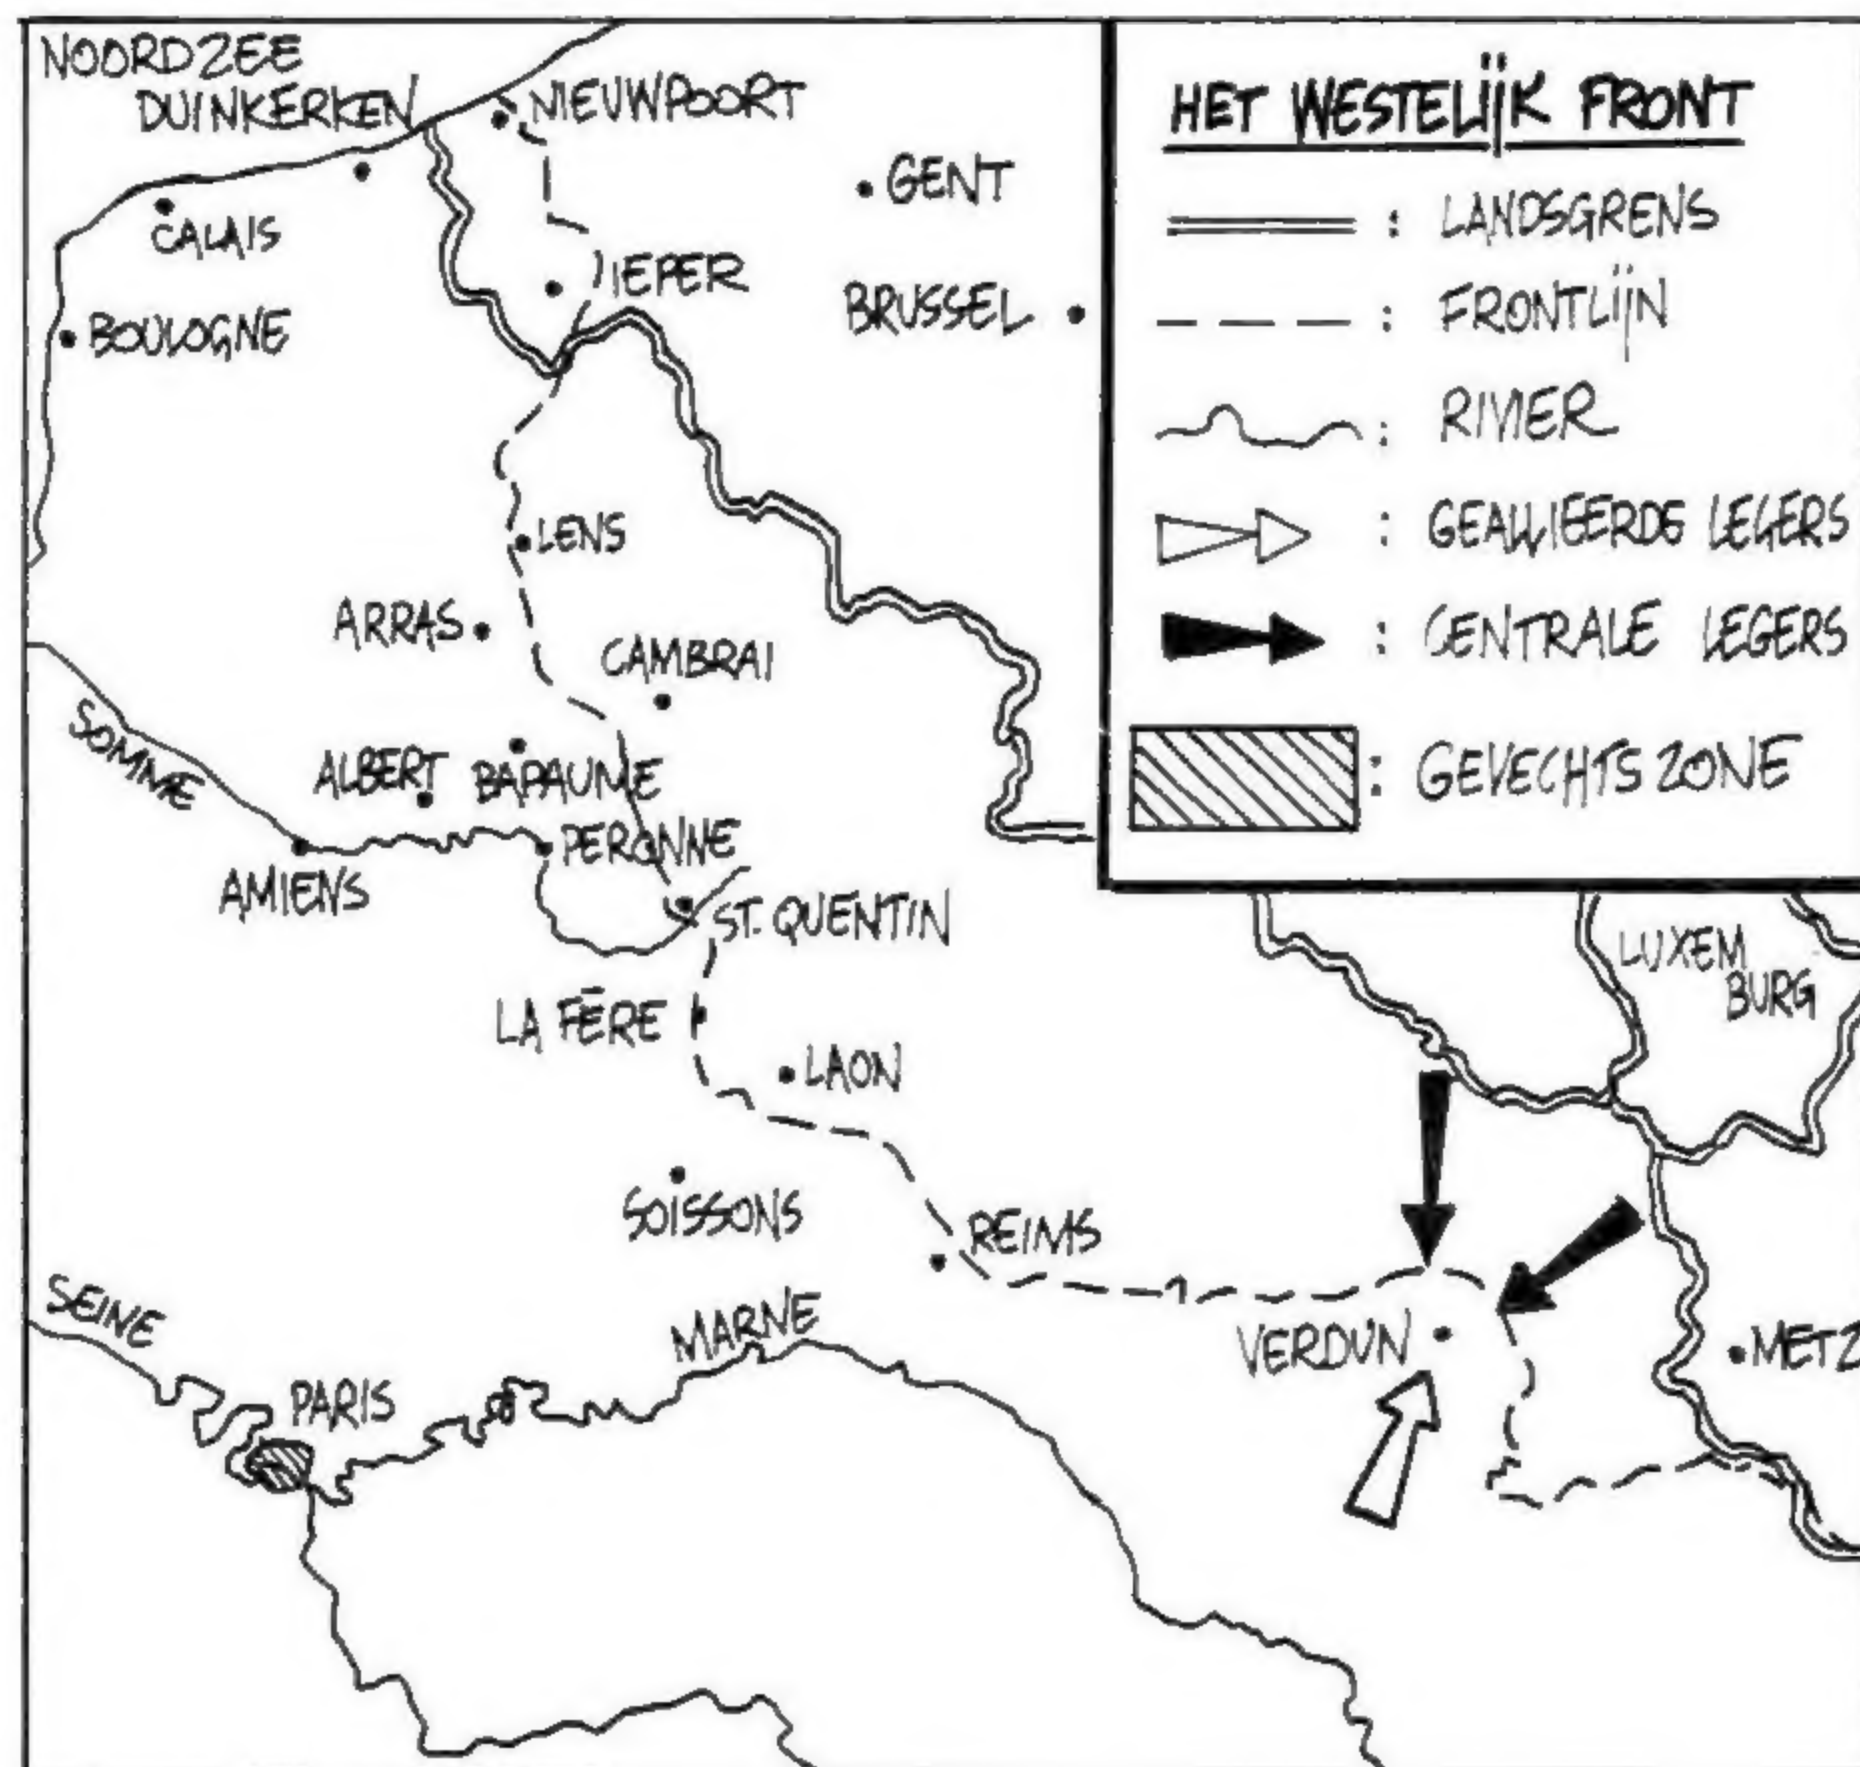 NOORDZEE
DUINKERKEN
NIEUWPOORT
CALAIS
GENT
IEPER
BOULOGNE
BRUSSEL
LENS
ARRAS
CAMBRAI
SOMME
ALBERT
BAPAUME
PERONNE
AMIENS
ST. QUENTIN
LA FĒRE
LAON
SOISSONS
REIMS
SEINE
MARNE
PARIS
VERDUN
METZ
LUXEM
BURG
HET WESTELIJK FRONT
: LANDSGRENS
: FRONTLIJN
: RIVIER
: GEALLIEERDE LEGERS
: CENTRALE LEGERS
: GEVECHTS ZONE